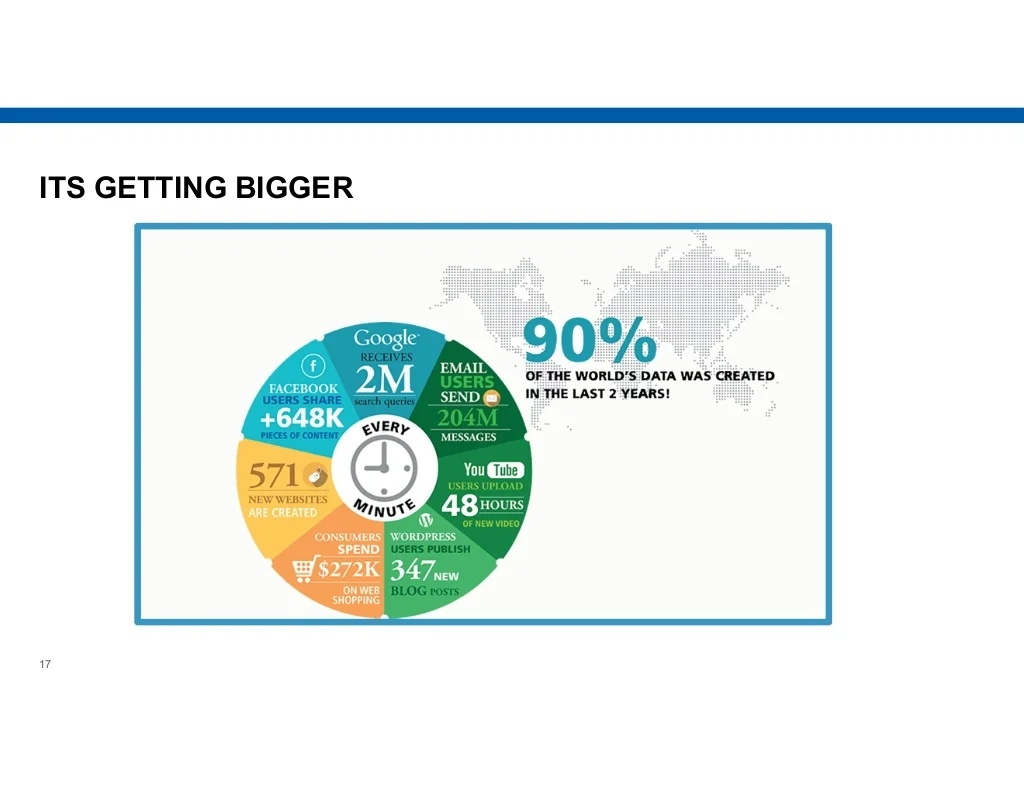 ITS GETTING BIGGER
Google
RECEIVES
2M
search queries
EMAIL
USERS
SEND
204M
MESSAGES
You Tube
USERS UPLOAD
48 HOURS
OF NEW VIDEO
WORDPRESS
USERS PUBLISH
347 NEW
BLOG POSTS
CONSUMERS
SPEND
$272K
ON WEB
SHOPPING
571
NEW WEBSITES
ARE CREATED
f
FACEBOOK
USERS SHARE
+648K
PIECES OF CONTENT
EVERY
MINUTE
90%
OF THE WORLD'S DATA WAS CREATED
IN THE LAST 2 YEARS!
17